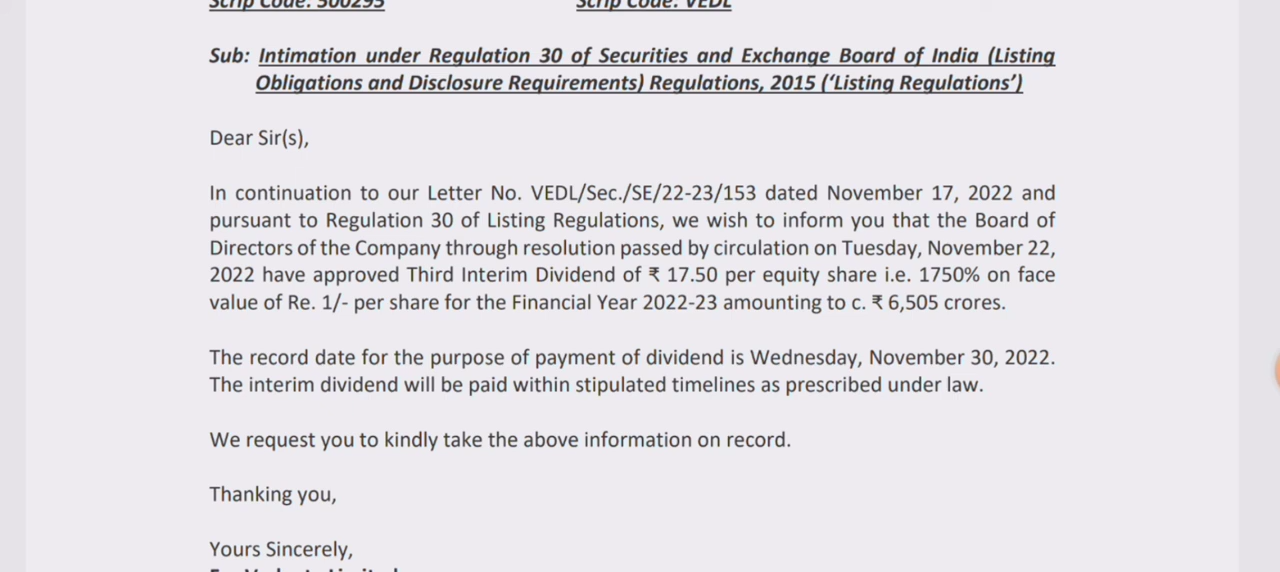 Scrip Code: 500295 Scrip Code: VEDL
Sub: Intimation under Regulation 30 of Securities and Exchange Board of India (Listing
Obligations and Disclosure Requirements) Regulations, 2015 (‘Listing Regulations’)
Dear Sir(s),
In continuation to our Letter No. VEDL/Sec./SE/22-23/153 dated November 17, 2022 and
pursuant to Regulation 30 of Listing Regulations, we wish to inform you that the Board of
Directors of the Company through resolution passed by circulation on Tuesday, November 22,
2022 have approved Third Interim Dividend of ₹ 17.50 per equity share i.e. 1750% on face
value of Re. 1/- per share for the Financial Year 2022-23 amounting to c. ₹ 6,505 crores.
The record date for the purpose of payment of dividend is Wednesday, November 30, 2022.
The interim dividend will be paid within stipulated timelines as prescribed under law.
We request you to kindly take the above information on record.
Thanking you,
Yours Sincerely,